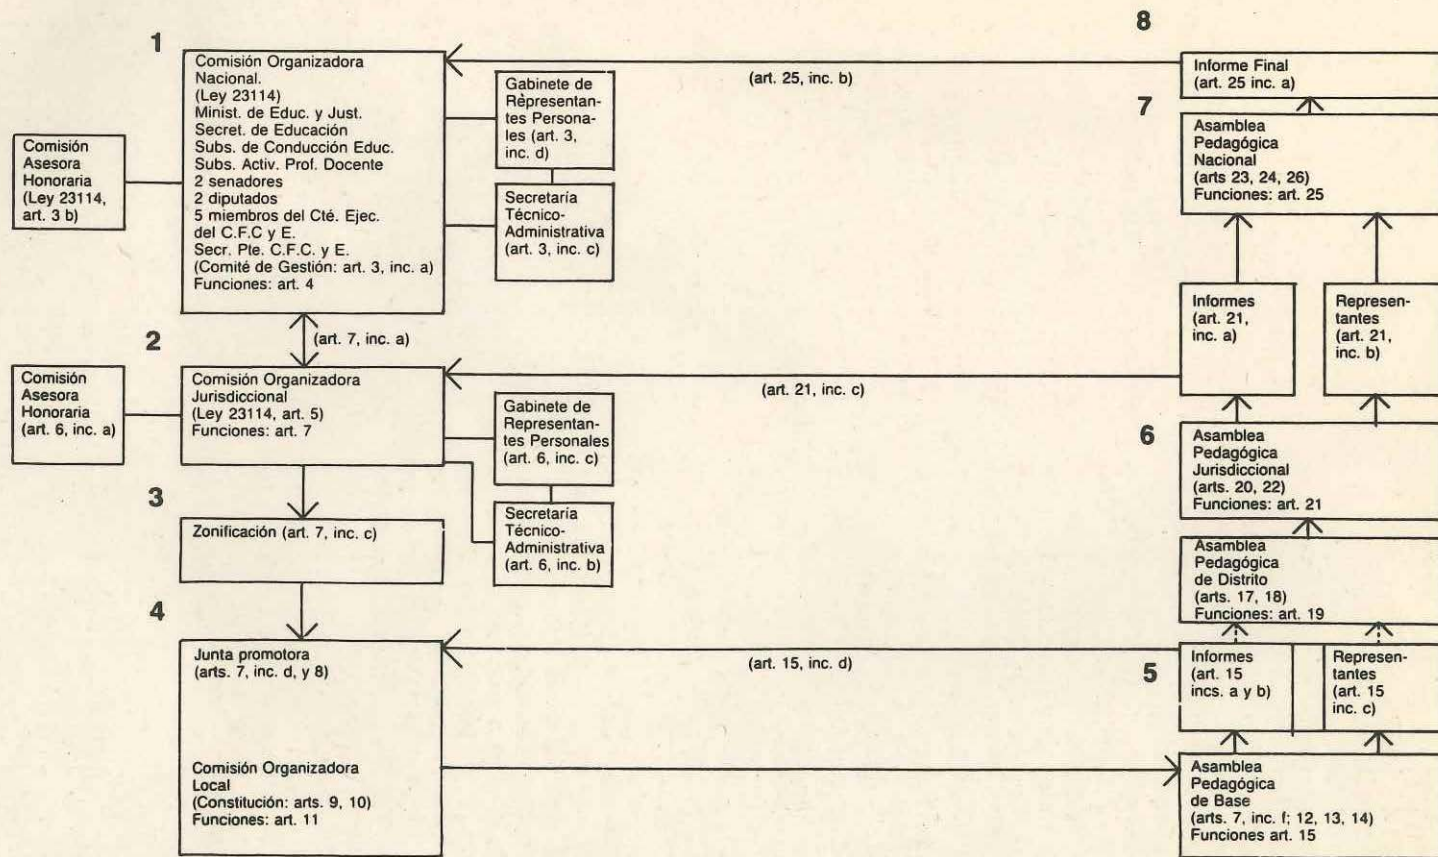 1
Comisión Organizadora
Nacional.
(Ley 23114)
Minist. de Educ. y Just.
Secret. de Educación
Subs. de Conducción Educ.
Subs. Activ. Prof. Docente
2 senadores
2 diputados
5 miembros del Cté. Ejec.
del C.F.C y E.
Secr. Pte. C.F.C. y E.
(Comité de Gestión: art. 3, inc. a)
Funciones: art. 4
Comisión
Asesora
Honoraria
(Ley 23114,
art. 3 b)
Gabinete de
Rèpresentan-
tes Persona-
les (art. 3,
inc. d)
Secretaría
Técnico-
Administrativa
(art. 3, inc. c)
(art. 25, inc. b)
8
Informe Final
(art. 25 inc. a)
7
Asamblea
Pedagógica
Nacional
(arts 23, 24, 26)
Funciones: art. 25
Informes
(art. 21,
inc. a)
Represen-
tantes
(art. 21,
inc. b)
(art. 7, inc. a)
2
Comisión
Asesora
Honoraria
(art. 6, inc. a)
Comisión Organizadora
Jurisdiccional
(Ley 23114, art. 5)
Funciones: art. 7
Gabinete de
Representan-
tes Personales
(art. 6, inc. c)
Secretaría
Técnico-
Administrativa
(art. 6, inc. b)
(art. 21, inc. c)
6
Asamblea
Pedagógica
Jurisdiccional
(arts. 20, 22)
Funciones: art. 21
3
Zonificación (art. 7, inc. c)
Asamblea
Pedagógica
de Distrito
(arts. 17, 18)
Funciones: art. 19
4
Junta promotora
(arts. 7, inc. d, y 8)
Comisión Organizadora
Local
(Constitución: arts. 9, 10)
Funciones: art. 11
(art. 15, inc. d)
5
Informes
(art. 15
incs. a y b)
Represen-
tantes
(art. 15
inc. c)
Asamblea
Pedagógica
de Base
(arts. 7, inc. f; 12, 13, 14)
Funciones art. 15